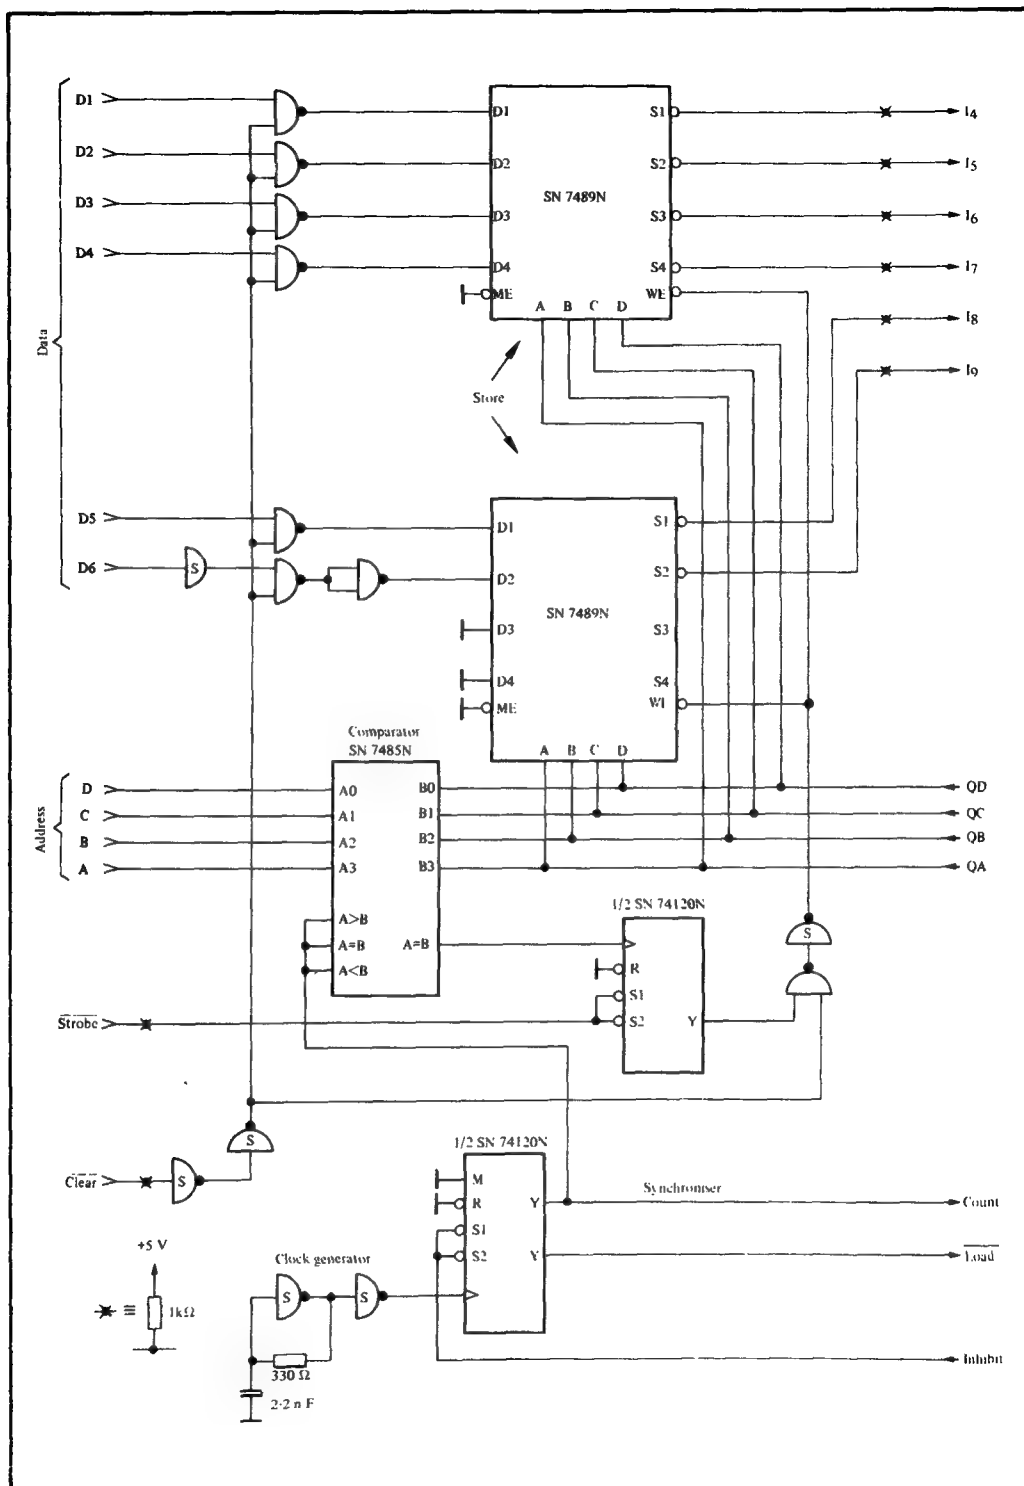 D1
D2
D3
D4
Data
D5
D6
D1
D2
D3
D4
ME
SN 7489N
S1
S2
S3
S4
WE
A B C D
I4
I5
I6
I7
I8
I9
Store
D1
D2
D3
D4
ME
SN 7489N
S1
S2
S3
S4
A B C D
S
Comparator
SN 7485N
Address
D
C
B
A
A0
A1
A2
A3
A>B
A=B
A<B
B0
B1
B2
B3
A=B
QD
QC
QB
QA
1/2 SN 74120N
R
S1
S2
Y
S
Strobe
Clear
S
S
1/2 SN 74120N
M
R
S1
S2
Y
Y
Synchroniser
Count
Load
Inhibit
Clock generator
S
S
330 Ω
2·2 n F
+5 V
≡
1kΩ